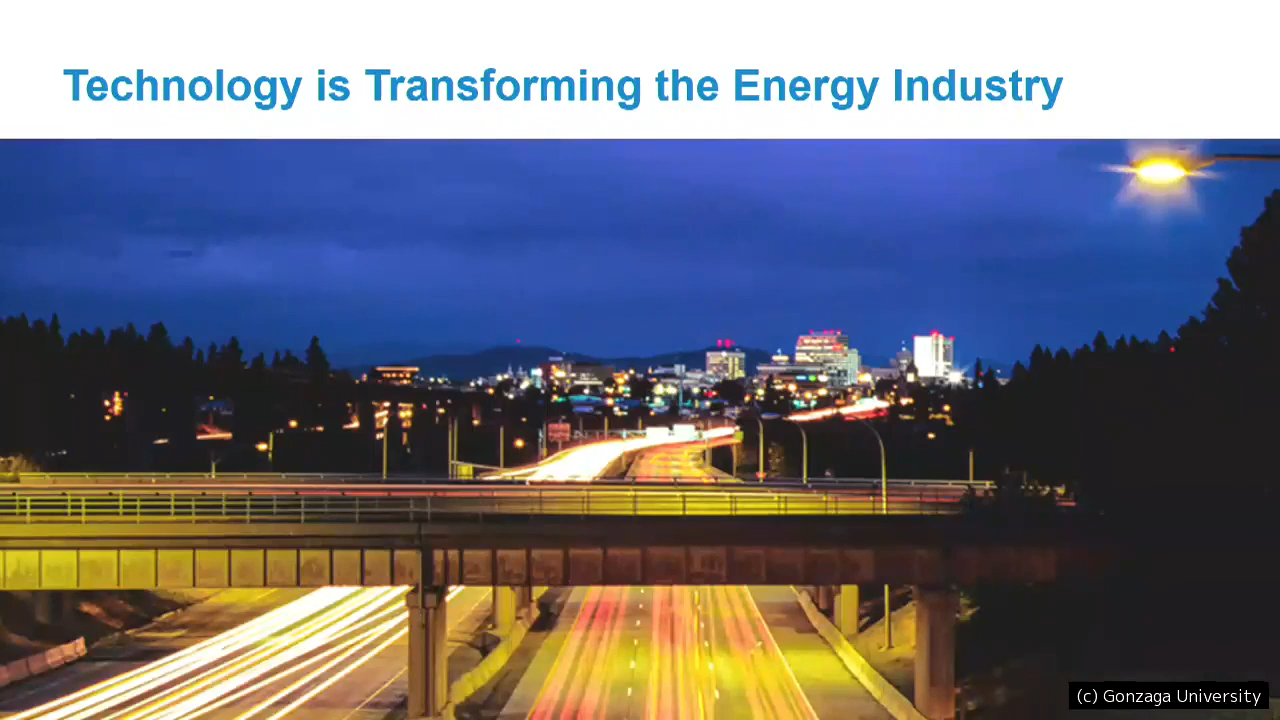 Technology is Transforming the Energy Industry
(c) Gonzaga University